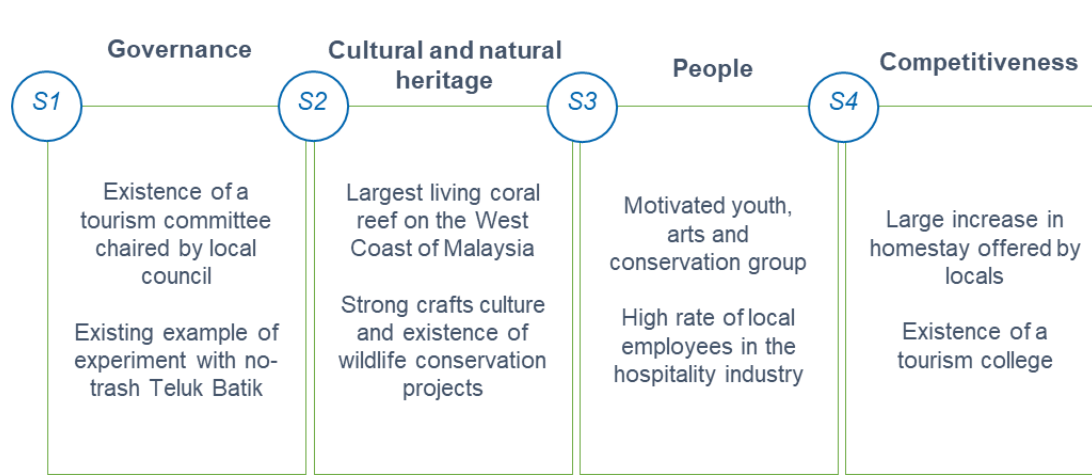 Governance
S1
Existence of a
tourism committee
chaired by local
council
Existing example of
experiment with no-
trash Teluk Batik
Cultural and natural
heritage
S2
Largest living coral
reef on the West
Coast of Malaysia
Strong crafts culture
and existence of
wildlife conservation
projects
People
S3
Motivated youth,
arts and
conservation group
High rate of local
employees in the
hospitality industry
Competitiveness
S4
Large increase in
homestay offered by
locals
Existence of a
tourism college